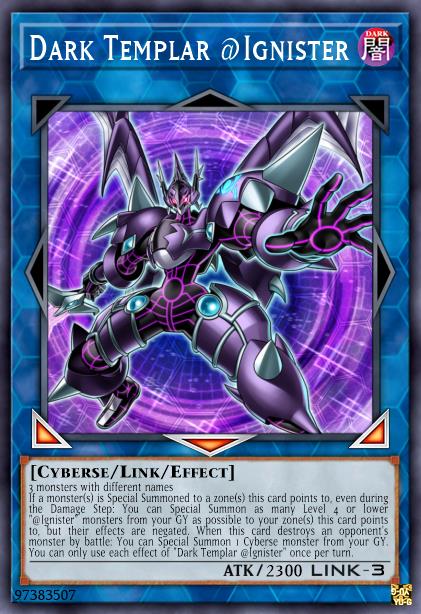 Dark Templar @Ignister
DARK
闇
[Cyberse/Link/Effect]
3 monsters with different names
If a monster(s) is Special Summoned to a zone(s) this card points to, even during
the Damage Step: You can Special Summon as many Level 4 or lower
"@Ignister" monsters from your GY as possible to your zone(s) this card points
to, but their effects are negated. When this card destroys an opponent's
monster by battle: You can Special Summon 1 Cyberse monster from your GY.
You can only use each effect of "Dark Templar @Ignister" once per turn.
ATK/2300 LINK-3
97383507